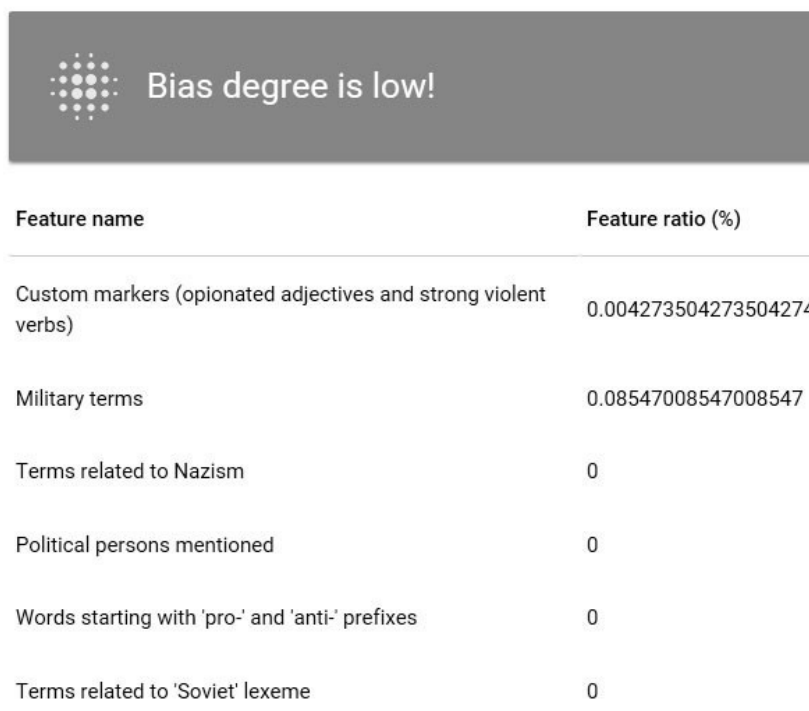 Bias degree is low!
Feature name Feature ratio (%)
Custom markers (opionated adjectives and strong violent
verbs) 0.004273504273504274
Military terms 0.08547008547008547
Terms related to Nazism 0
Political persons mentioned 0
Words starting with 'pro-' and 'anti-' prefixes 0
Terms related to 'Soviet' lexeme 0